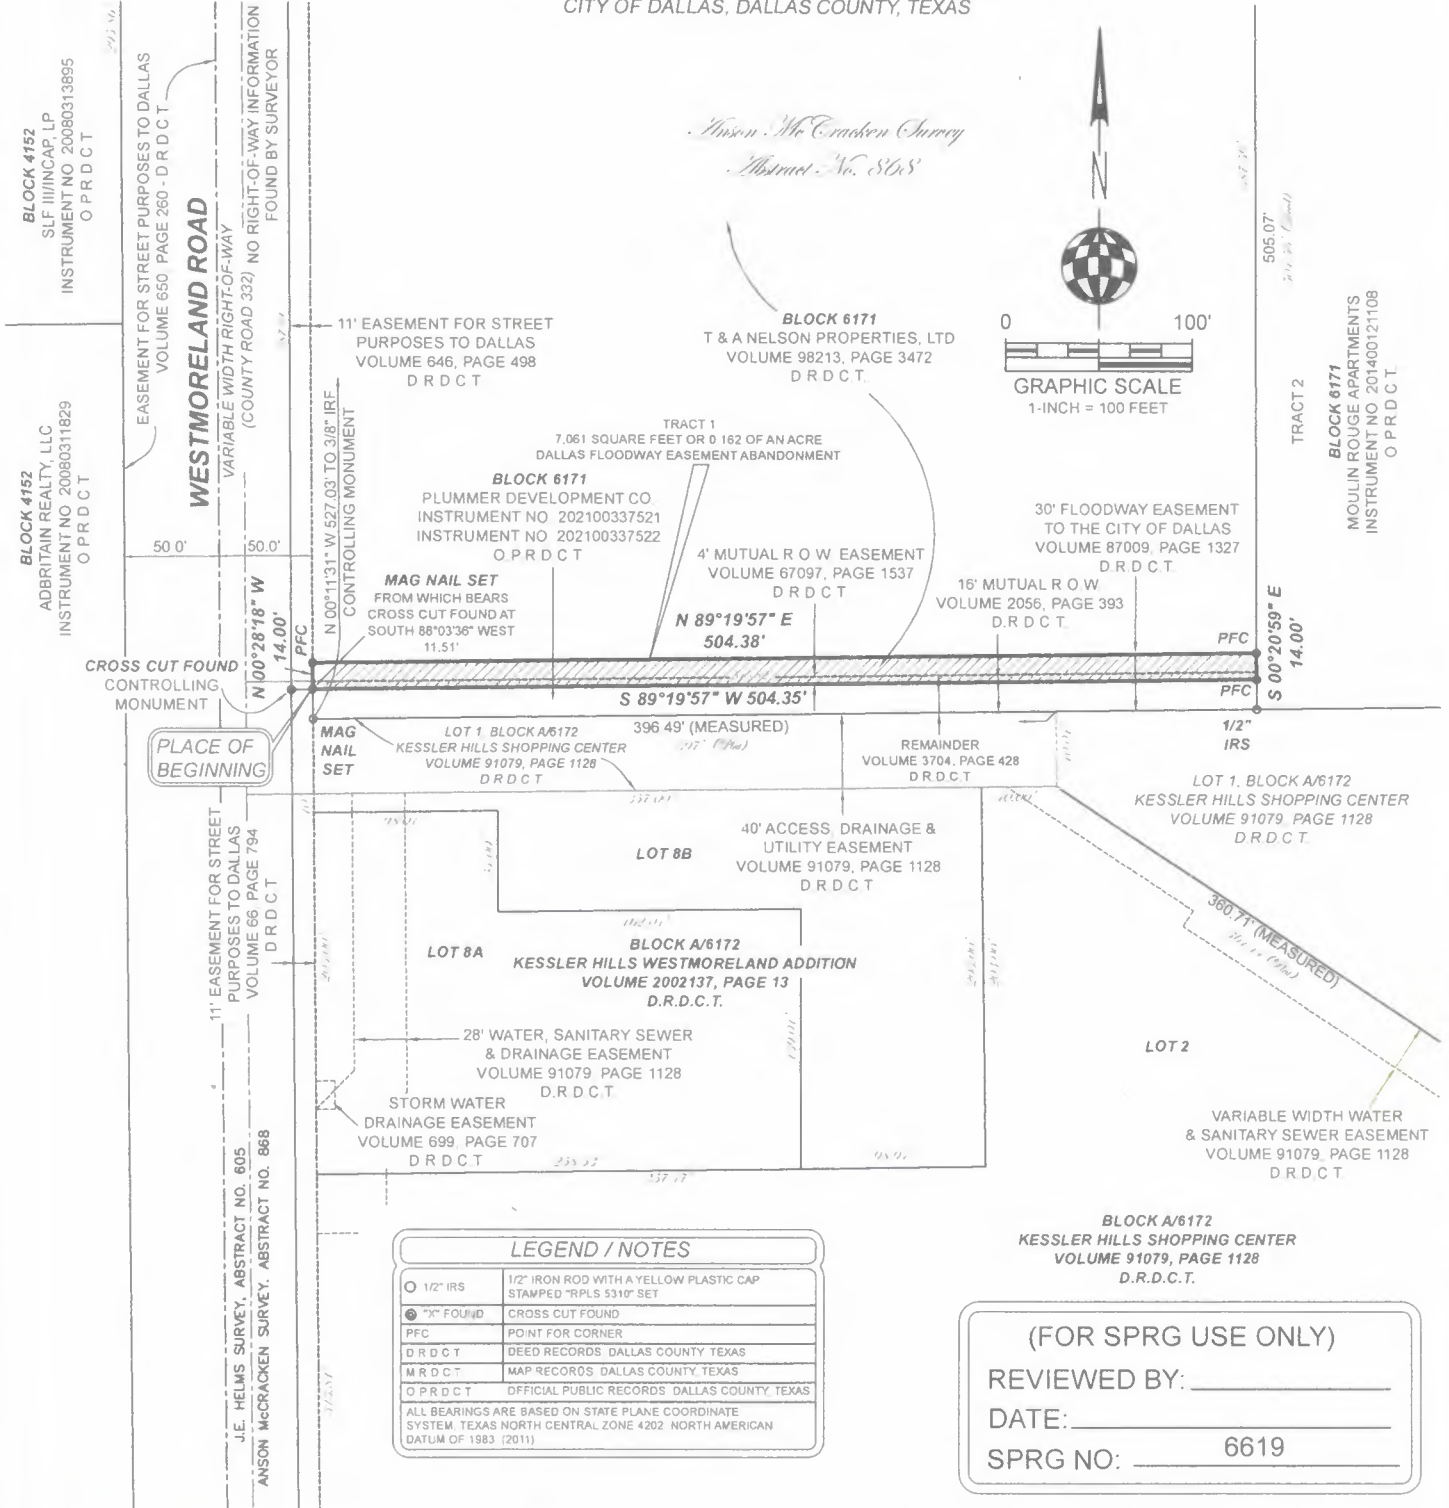 CITY OF DALLAS, DALLAS COUNTY, TEXAS
BLOCK 4152
SLF III/INCAP, LP
INSTRUMENT NO 20080313895
O P R D C T
EASEMENT FOR STREET PURPOSES TO DALLAS
VOLUME 650 PAGE 260 - D R D C T
WESTMORELAND ROAD
VARIABLE WIDTH RIGHT-OF-WAY
(COUNTY ROAD 332) NO RIGHT-OF-WAY INFORMATION
FOUND BY SURVEYOR
Anson McCracken Survey
Abstract No. 868
N
0 100'
GRAPHIC SCALE
1-INCH = 100 FEET
505.07'
TRACT 2
BLOCK 6171
MOULIN ROUGE APARTMENTS
INSTRUMENT NO 201400121108
O P R D C T.
11' EASEMENT FOR STREET
PURPOSES TO DALLAS
VOLUME 646, PAGE 498
D R D C T
BLOCK 6171
T & A NELSON PROPERTIES, LTD
VOLUME 98213, PAGE 3472
D R D C T.
BLOCK 4152
ADBRITAIN REALTY, LLC
INSTRUMENT NO 20080311829
O P R D C T
N 00°11'31" W 527.03' TO 3/8" IRF
CONTROLLING MONUMENT
TRACT 1
7,061 SQUARE FEET OR 0 162 OF AN ACRE
DALLAS FLOODWAY EASEMENT ABANDONMENT
BLOCK 6171
PLUMMER DEVELOPMENT CO
INSTRUMENT NO 202100337521
INSTRUMENT NO 202100337522
O P R D C T
50 0' 50.0'
4' MUTUAL R O W EASEMENT
VOLUME 67097, PAGE 1537
D R D C T
30' FLOODWAY EASEMENT
TO THE CITY OF DALLAS
VOLUME 87009, PAGE 1327
D R D C T.
16' MUTUAL R O W
VOLUME 2056, PAGE 393
D.R D C T
MAG NAIL SET
FROM WHICH BEARS
CROSS CUT FOUND AT
SOUTH 88°03'36" WEST
11.51'
N 00°28'18" W
14.00'
PFC
N 89°19'57" E
504.38'
PFC
S 00°20'59" E
14.00'
CROSS CUT FOUND
CONTROLLING
MONUMENT
S 89°19'57" W 504.35'
PFC
PLACE OF
BEGINNING
MAG
NAIL
SET
LOT 1 BLOCK A/6172
KESSLER HILLS SHOPPING CENTER
VOLUME 91079, PAGE 1128
D R D C T
396 49' (MEASURED)
REMAINDER
VOLUME 3704, PAGE 428
D R D.C.T
1/2"
IRS
LOT 1, BLOCK A/6172
KESSLER HILLS SHOPPING CENTER
VOLUME 91079 PAGE 1128
D R D.C T.
11' EASEMENT FOR STREET
PURPOSES TO DALLAS
VOLUME 66 PAGE 794
D R D C T
40' ACCESS, DRAINAGE &
UTILITY EASEMENT
VOLUME 91079, PAGE 1128
D R D C T
LOT 8B
360.71' (MEASURED)
LOT 8A
BLOCK A/6172
KESSLER HILLS WESTMORELAND ADDITION
VOLUME 2002137, PAGE 13
D.R.D.C.T.
28' WATER, SANITARY SEWER
& DRAINAGE EASEMENT
VOLUME 91079 PAGE 1128
D.R D C.T
LOT 2
STORM WATER
DRAINAGE EASEMENT
VOLUME 699, PAGE 707
D R D C T
VARIABLE WIDTH WATER
& SANITARY SEWER EASEMENT
VOLUME 91079, PAGE 1128
D R D C T
J.E. HELMS SURVEY, ABSTRACT NO. 605
ANSON McCRACKEN SURVEY, ABSTRACT NO. 868
BLOCK A/6172
KESSLER HILLS SHOPPING CENTER
VOLUME 91079, PAGE 1128
D.R.D.C.T.
LEGEND / NOTES
1/2" IRS 1/2" IRON ROD WITH A YELLOW PLASTIC CAP
STAMPED "RPLS 5310" SET
"X" FOUND CROSS CUT FOUND
PFC POINT FOR CORNER
D R D C T DEED RECORDS DALLAS COUNTY TEXAS
M R D C T MAP RECORDS DALLAS COUNTY, TEXAS
O P R D C T OFFICIAL PUBLIC RECORDS DALLAS COUNTY TEXAS
ALL BEARINGS ARE BASED ON STATE PLANE COORDINATE
SYSTEM, TEXAS NORTH CENTRAL ZONE 4202 NORTH AMERICAN
DATUM OF 1983 (2011)
(FOR SPRG USE ONLY)
REVIEWED BY:
DATE:
SPRG NO: 6619